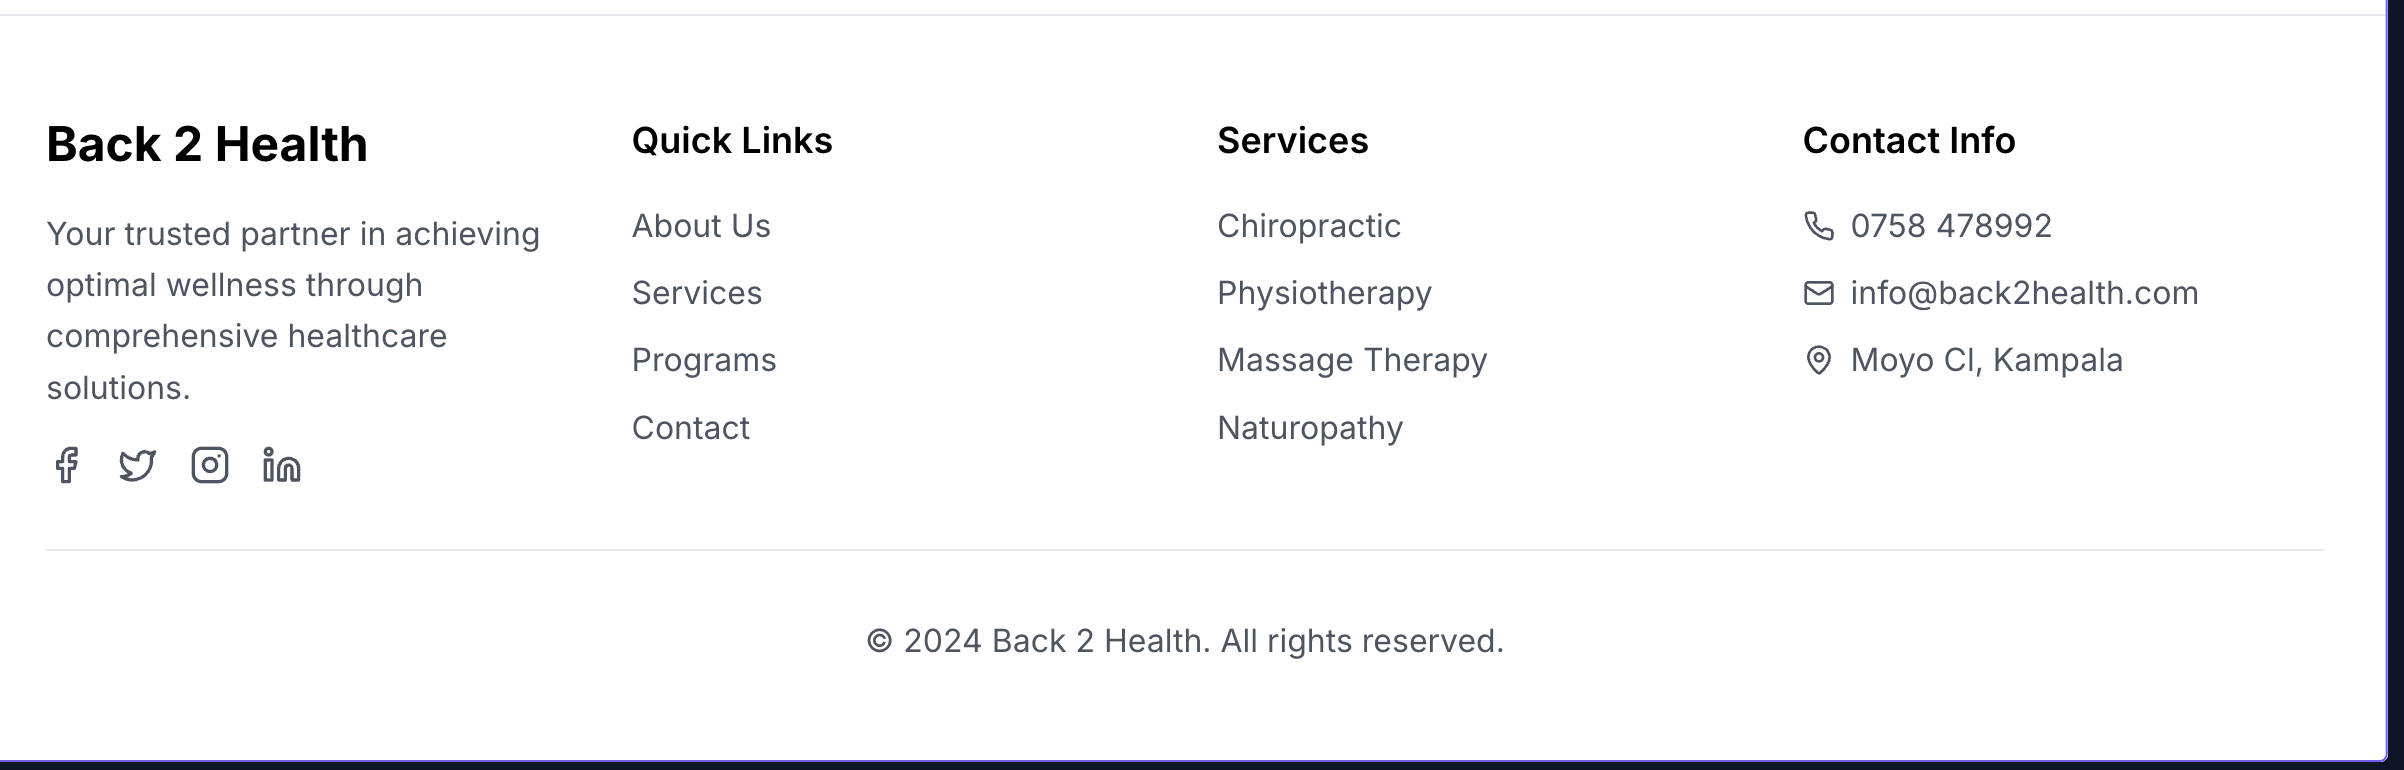 Back 2 Health
Your trusted partner in achieving
optimal wellness through
comprehensive healthcare
solutions.
Quick Links
About Us
Services
Programs
Contact
Services
Chiropractic
Physiotherapy
Massage Therapy
Naturopathy
Contact Info
0758 478992
info@back2health.com
Moyo Cl, Kampala
© 2024 Back 2 Health. All rights reserved.